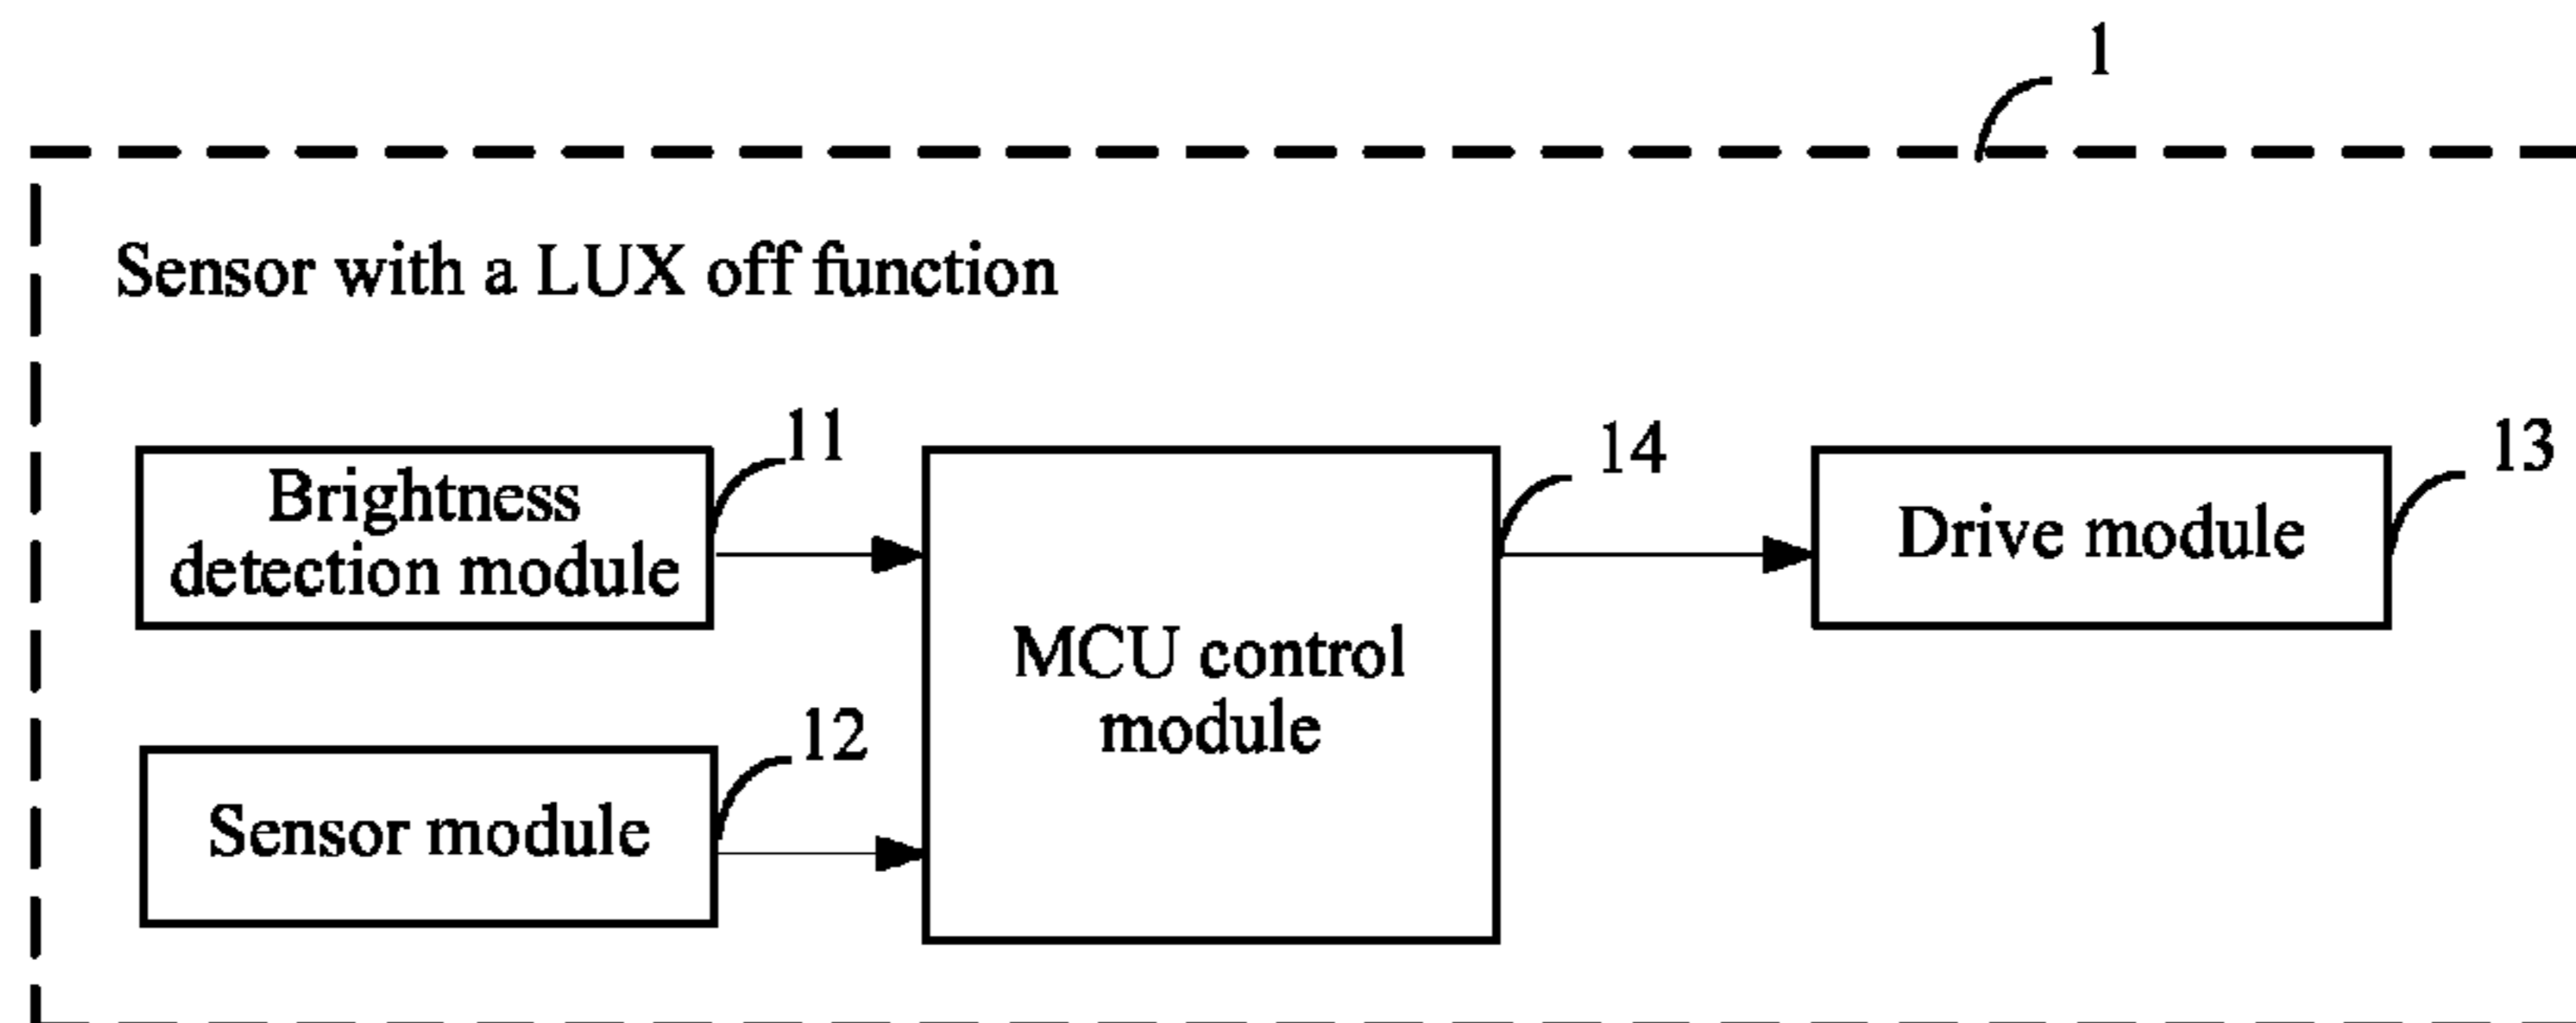 1
Sensor with a LUX off function
11
14
13
Brightness
detection module
Drive module
MCU control
module
12
Sensor module